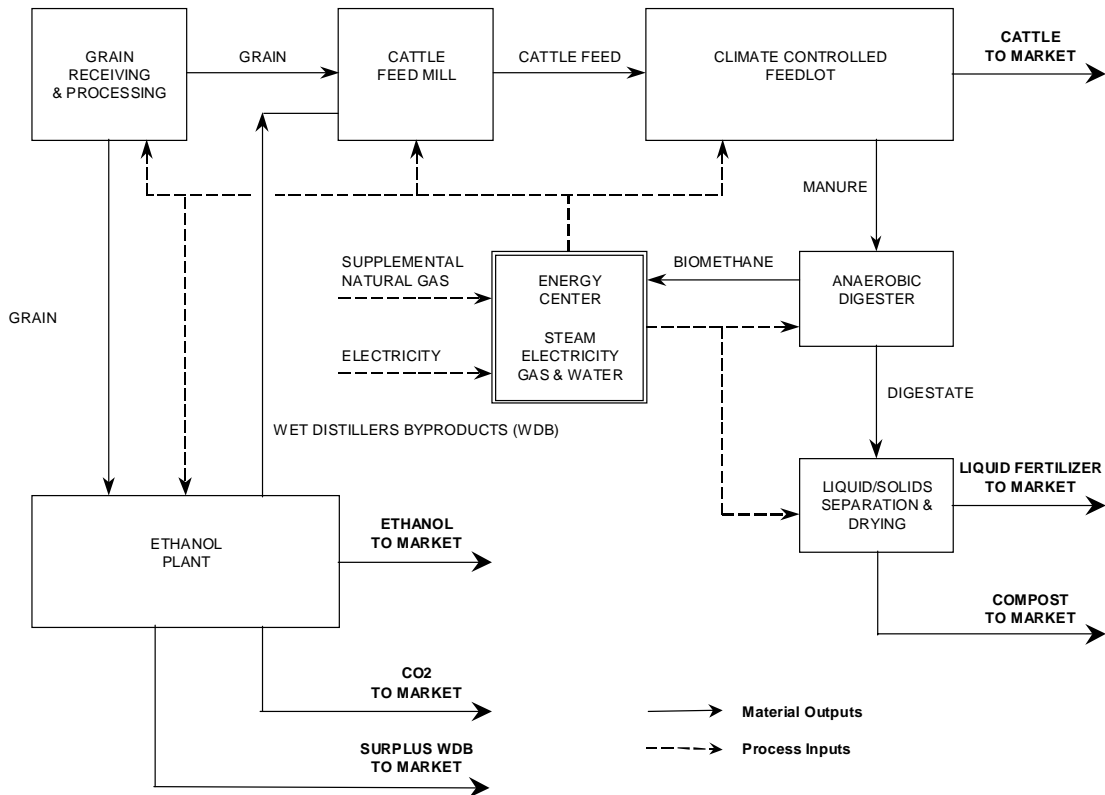 GRAIN
RECEIVING
& PROCESSING
GRAIN
CATTLE
FEED MILL
CATTLE FEED
CLIMATE CONTROLLED
FEEDLOT
CATTLE
TO MARKET
MANURE
SUPPLEMENTAL
NATURAL GAS
ELECTRICITY
ENERGY
CENTER
STEAM
ELECTRICITY
GAS & WATER
BIOMETHANE
ANAEROBIC
DIGESTER
GRAIN
DIGESTATE
WET DISTILLERS BYPRODUCTS (WDB)
LIQUID/SOLIDS
SEPARATION &
DRYING
LIQUID FERTILIZER
TO MARKET
ETHANOL
PLANT
ETHANOL
TO MARKET
COMPOST
TO MARKET
CO2
TO MARKET
SURPLUS WDB
TO MARKET
Material Outputs
Process Inputs